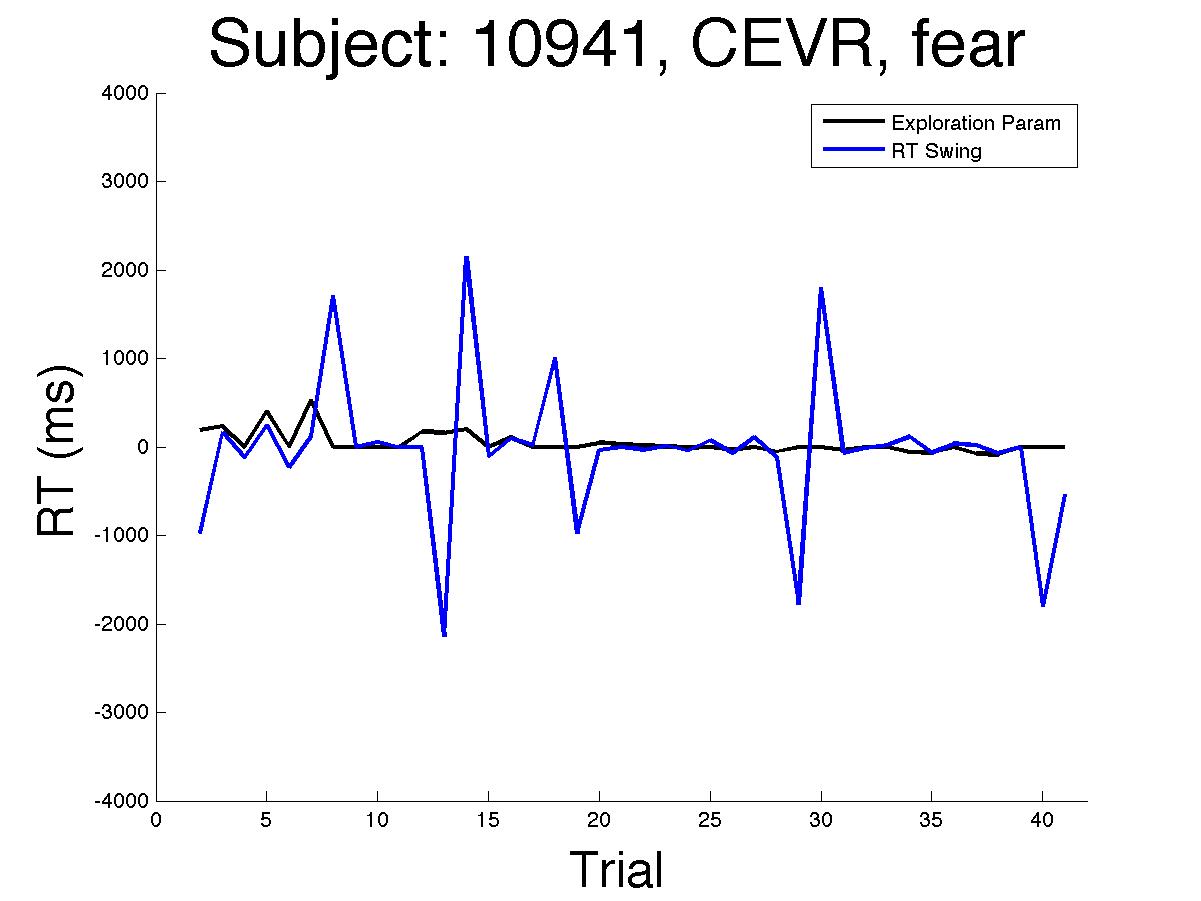 Subject: 10941, CEVR, fear
Exploration Param
RT Swing
4000
3000
2000
1000
0
-1000
-2000
-3000
-4000
RT (ms)
0 5 10 15 20 25 30 35 40
Trial